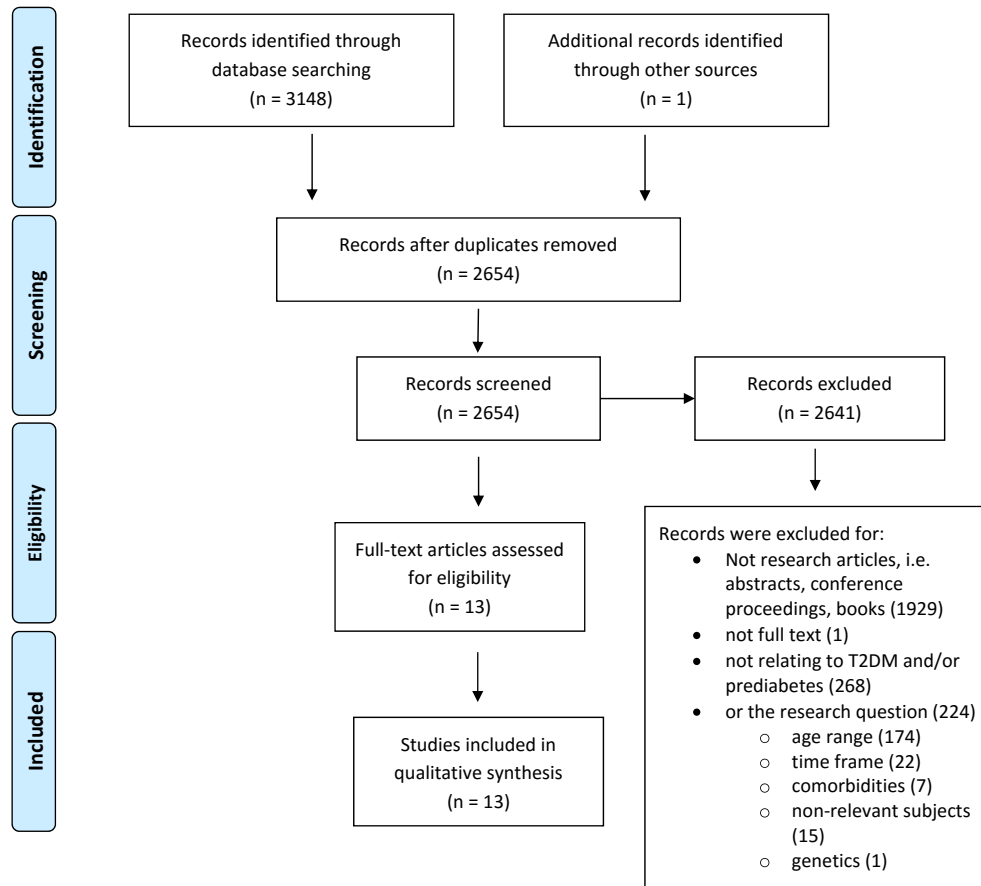 Identification
Records identified through
database searching
(n = 3148)
Additional records identified
through other sources
(n = 1)
Screening
Records after duplicates removed
(n = 2654)
Records screened
(n = 2654)
Records excluded
(n = 2641)
Eligibility
Full-text articles assessed
for eligibility
(n = 13)
Records were excluded for:
• Not research articles, i.e.
abstracts, conference
proceedings, books (1929)
• not full text (1)
• not relating to T2DM and/or
prediabetes (268)
• or the research question (224)
o age range (174)
o time frame (22)
o comorbidities (7)
o non-relevant subjects
(15)
o genetics (1)
Included
Studies included in
qualitative synthesis
(n = 13)